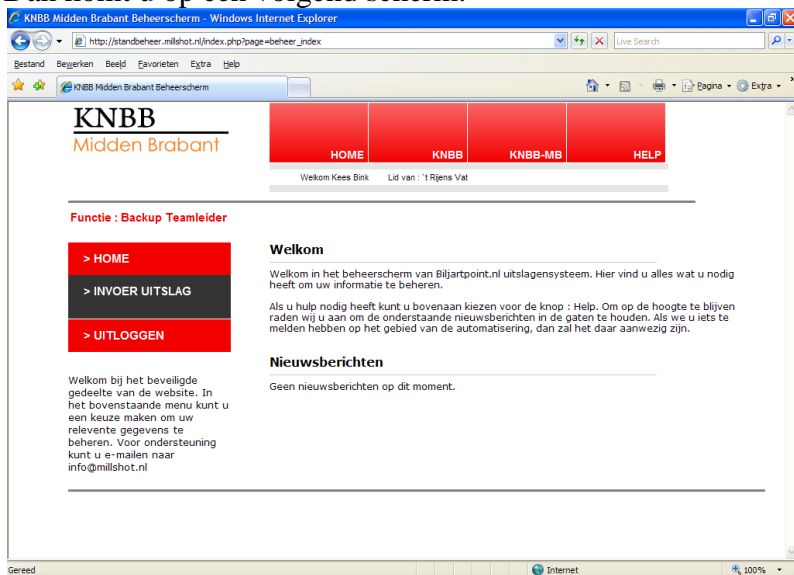 Dan komt u op een volgend scherm:
KNBB Midden Brabant Beheerscherm - Windows Internet Explorer
http://standbeheer.milshot.nl/index.php?page=beheer_index
Live Search
Bestand Bewerken Beeld Favorieten Extra Help
KNBB Midden Brabant Beheerscherm
Pagina Extra
KNBB
Midden Brabant
HOME KNBB KNBB-MB HELP
Welkom Kees Bink Lid van : 't Rijens Vat
Functie : Backup Teamleider
> HOME
> INVOER UITSLAG
> UITLOGGEN
Welkom bij het beveiligde
gedeelte van de website. In
het bovenstaande menu kunt u
een keuze maken om uw
relevente gegevens te
beheren. Voor ondersteuning
kunt u e-mailen naar
info@millshot.nl
Welkom
Welkom in het beheerscherm van Biljartpoint.nl uitslagensysteem. Hier vind u alles wat u nodig
heeft om uw informatie te beheren.
Als u hulp nodig heeft kunt u bovenaan kiezen voor de knop : Help. Om op de hoogte te blijven
raden wij u aan om de onderstaande nieuwsberichten in de gaten te houden. Als we u iets te
melden hebben op het gebied van de automatisering, dan zal het daar aanwezig zijn.
Nieuwsberichten
Geen nieuwsberichten op dit moment.
Gereed Internet 100%